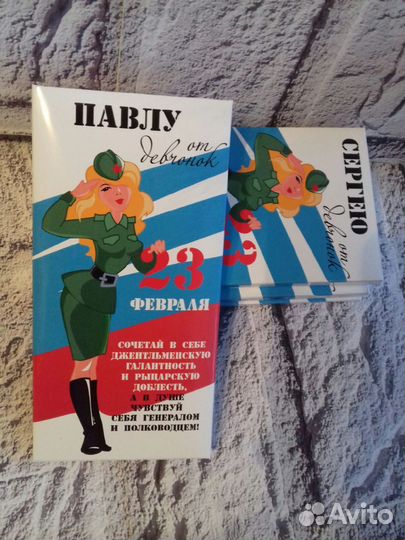 ПАВЛУ
от
девчонок
23
ФЕВРАЛЯ
СОЧЕТАЙ В СЕБЕ
ДЖЕНТЛЬМЕНСКУЮ
ГАЛАНТНОСТЬ
И РЫЦАРСКУЮ
ДОБЛЕСТЬ,
А В ДУШЕ
ЧУВСТВУЙ
СЕБЯ ГЕНЕРАЛОМ
И ПОЛКОВОДЦЕМ!
СЕРГЕЮ
от
девчонок
23
Avito